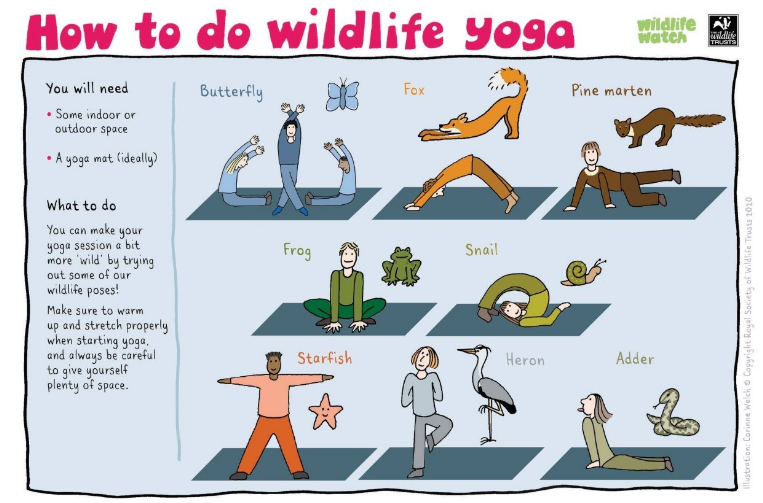 How to do wildlife yoga
wildlife
watch
THE
wildlife
TRUSTS
You will need
• Some indoor or
outdoor space
• A yoga mat (ideally)
What to do
You can make your
yoga session a bit
more 'wild' by trying
out some of our
wildlife poses!
Make sure to warm
up and stretch properly
when starting yoga,
and always be careful
to give yourself
plenty of space.
Butterfly
Fox
Pine marten
Frog
Snail
Starfish
Heron
Adder
Illustration: Corinne Welch © Copyright Royal Society of Wildlife Trusts 2020